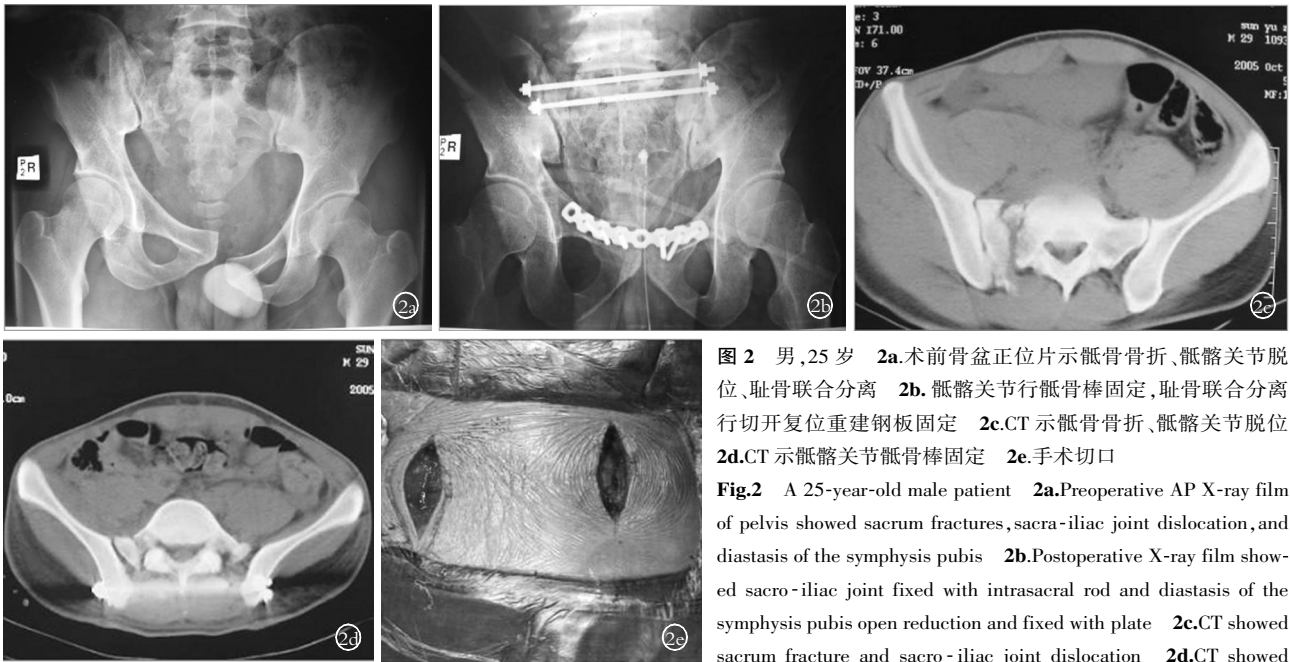 P
2 R
2a
P
2 R
2b
e: 3
N I71.00
a: 6
FOV 37.4cm
CD+/P
sun yu
M 29 1093
2005 Oct
MF:1
2c
0cm
SUN
M 29
2005
2d
2e
图 2 男,25 岁 2a.术前骨盆正位片示骶骨骨折、骶髂关节脱
位、耻骨联合分离 2b. 骶髂关节行骶骨棒固定,耻骨联合分离
行切开复位重建钢板固定 2c.CT 示骶骨骨折、骶髂关节脱位
2d.CT 示骶髂关节骶骨棒固定 2e.手术切口
Fig.2 A 25-year-old male patient 2a.Preoperative AP X-ray film
of pelvis showed sacrum fractures,sacra-iliac joint dislocation,and
diastasis of the symphysis pubis 2b.Postoperative X-ray film show-
ed sacro-iliac joint fixed with intrasacral rod and diastasis of the
symphysis pubis open reduction and fixed with plate 2c.CT showed
sacrum fracture and sacro-iliac joint dislocation 2d.CT showed